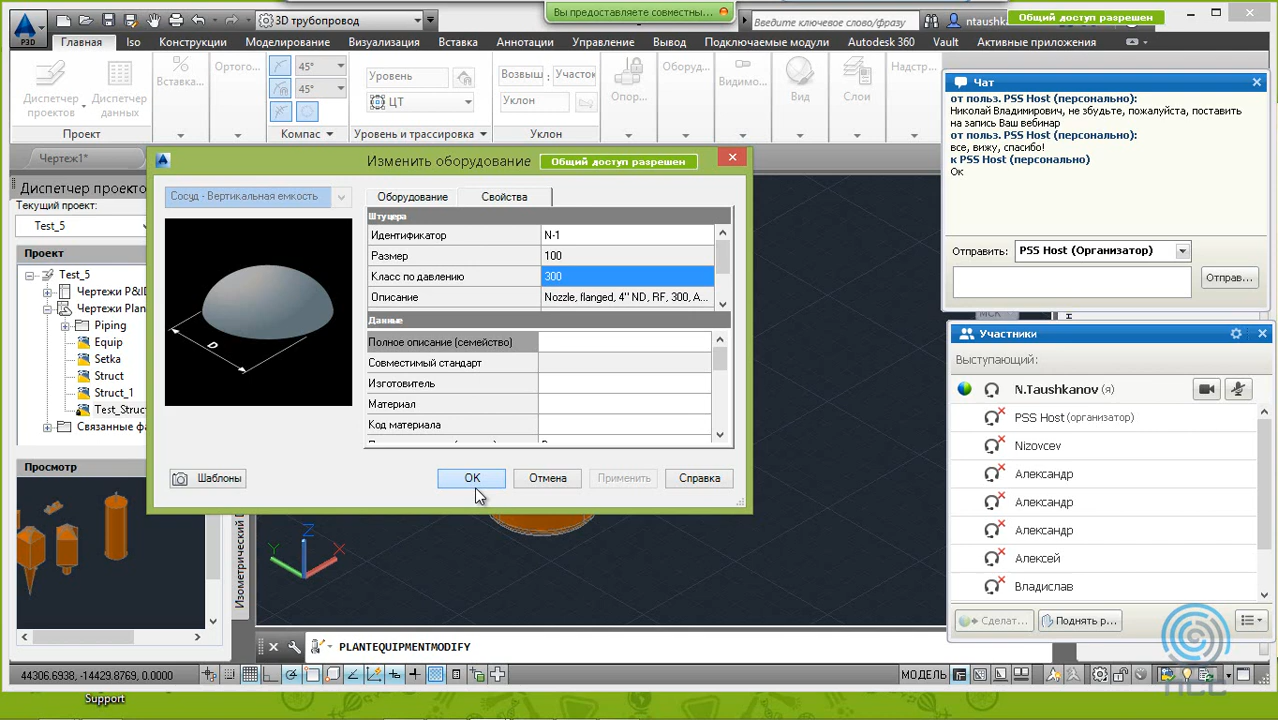 P3D
3D трубопровод
Вы предоставляете совместны...
Введите ключевое слово/фразу
ntaushk
Общий доступ разрешен
Главная
Iso
Конструкции
Моделирование
Визуализация
Вставка
Аннотации
Управление
Вывод
Подключаемые модули
Autodesk 360
Vault
Активные приложения
Диспетчер проектов
Диспетчер данных
Проект
Вставка...
Ортого...
45°
45°
Компас
Уровень
ЦТ
Уровень и трассировка
Возвыш
Участок
Уклон
Уклон
Опор...
Оборуд...
Видимо...
Вид
Слои
Надстр...
Чертеж1*
Диспетчер проекто
Текущий проект:
Test_5
Проект
Test_5
Чертежи P&ID
Чертежи Plan
Piping
Equip
Setka
Struct
Struct_1
Test_Struct
Связанные фа
Просмотр
Изометрический D
Изменить оборудование
Общий доступ разрешен
Сосуд - Вертикальная емкость
Оборудование
Свойства
Штуцера
Идентификатор N-1
Размер 100
Класс по давлению 300
Описание Nozzle, flanged, 4" ND, RF, 300, A...
Данные
Полное описание (семейство)
Совместимый стандарт
Изготовитель
Материал
Код материала
D
Шаблоны
OK
Отмена
Применить
Справка
Z
Y
X
PLANTEQUIPMENTMODIFY
44306.6938, -14429.8769, 0.0000
МОДЕЛЬ
Support
Чат
от польз. PSS Host (персонально):
Николай Владимирович, не збудьте, пожалуйста, поставить
на запись Ваш вебинар
от польз. PSS Host (персонально):
все, вижу, спасибо!
к PSS Host (персонально)
Ок
Отправить:
PSS Host (Организатор)
Отправ...
МСК
Участники
Выступающий:
N.Taushkanov (я)
PSS Host (организатор)
Nizovcev
Александр
Александр
Александр
Алексей
Владислав
Сделат...
Поднять р...
ПСС